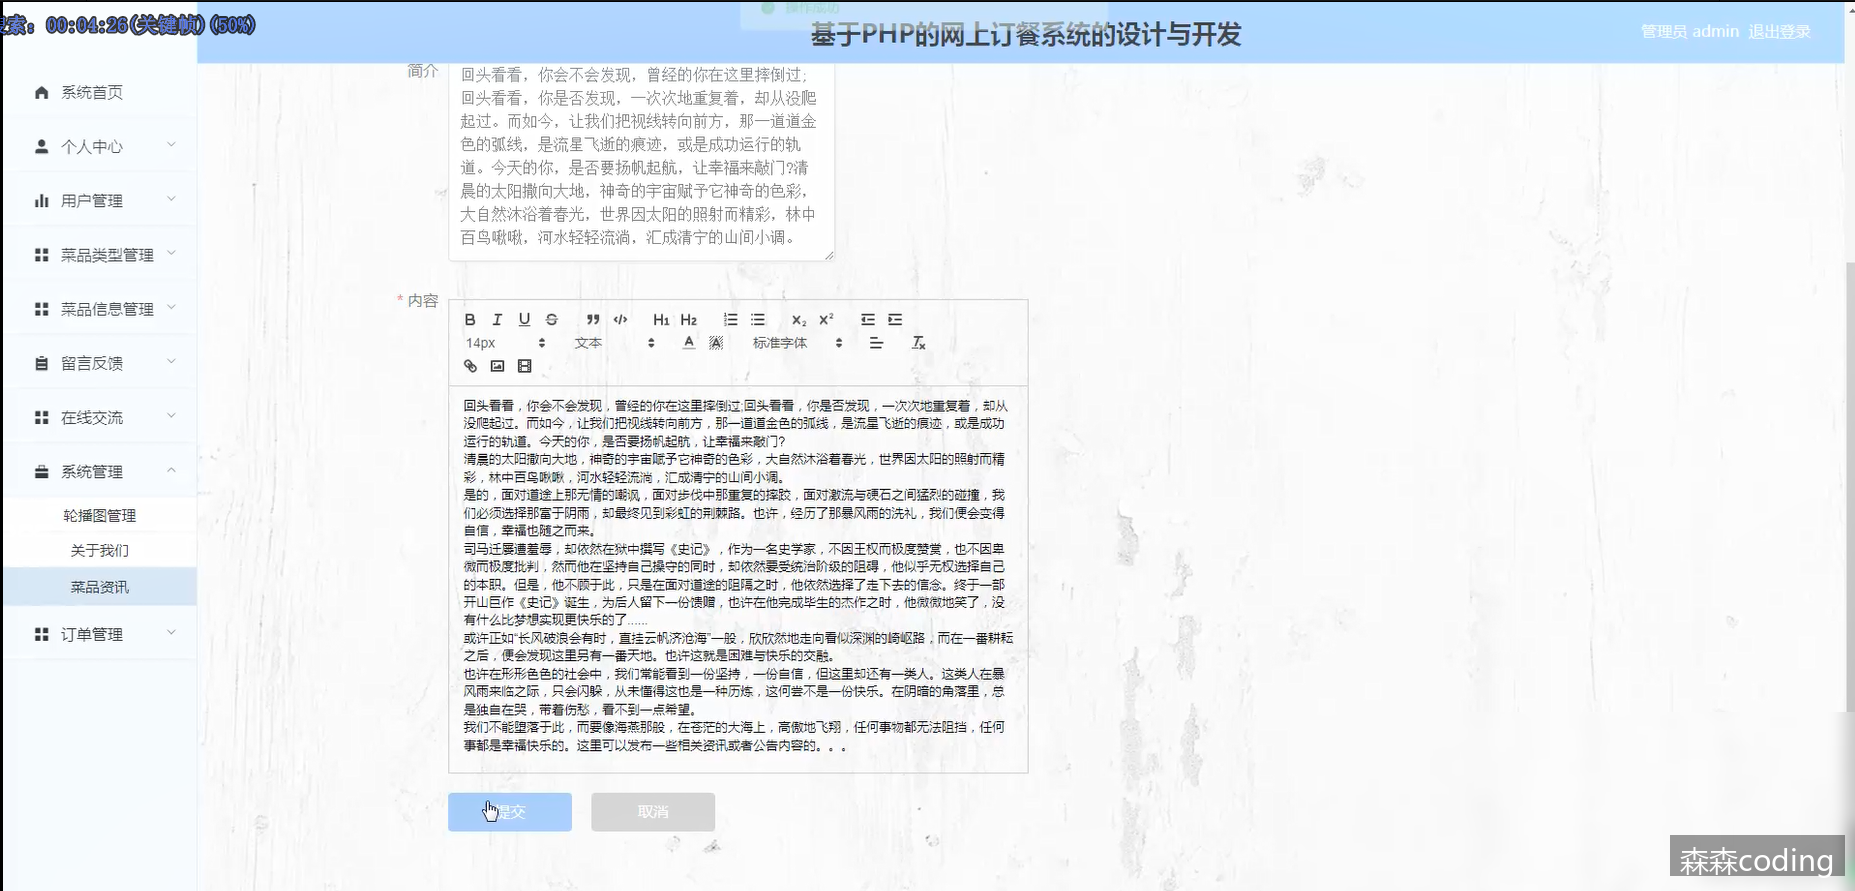 搜索: 00:04:26(关键帧)(50%)
操作成功
基于PHP的网上订餐系统的设计与开发
管理员 admin 退出登录
系统首页
个人中心
用户管理
菜品类型管理
菜品信息管理
留言反馈
在线交流
系统管理
轮播图管理
关于我们
菜品资讯
订单管理
简介
回头看看，你会不会发现，曾经的你在这里摔倒过;
回头看看，你是否发现，一次次地重复着，却从没爬
起过。而如今，让我们把视线转向前方，那一道道金
色的弧线，是流星飞逝的痕迹，或是成功运行的轨
道。今天的你，是否要扬帆起航，让幸福来敲门?清
晨的太阳撒向大地，神奇的宇宙赋予它神奇的色彩，
大自然沐浴着春光，世界因太阳的照射而精彩，林中
百鸟啾啾，河水轻轻流淌，汇成清宁的山间小调。
* 内容
B I U S ” </> H1 H2 X₂ X²
14px 文本 A A 标准字体 Tx
回头看看，你会不会发现，曾经的你在这里摔倒过;回头看看，你是否发现，一次次地重复着，却从
没爬起过。而如今，让我们把视线转向前方，那一道道金色的弧线，是流星飞逝的痕迹，或是成功
运行的轨道。今天的你，是否要扬帆起航，让幸福来敲门?
清晨的太阳撒向大地，神奇的宇宙赋予它神奇的色彩，大自然沐浴着春光，世界因太阳的照射而精
彩，林中百鸟啾啾，河水轻轻流淌，汇成清宁的山间小调。
是的，面对道途上那无情的嘲讽，面对步伐中那重复的摔跤，面对激流与硬石之间猛烈的碰撞，我
们必须选择那富于阴雨，却最终见到彩虹的荆棘路。也许，经历了那暴风雨的洗礼，我们便会变得
自信，幸福也随之而来。
司马迁屡遭羞辱，却依然在狱中撰写《史记》，作为一名史学家，不因王权而极度赞赏，也不因卑
微而极度批判，然而他在坚持自己操守的同时，却依然要受统治阶级的阻碍，他似乎无权选择自己
的本职。但是，他不顾于此，只是在面对道途的阻隔之时，他依然选择了走下去的信念。终于一部
开山巨作《史记》诞生，为后人留下一份馈赠，也许在他完成毕生的杰作之时，他微微地笑了，没
有什么比梦想实现更快乐的了……
或许正如“长风破浪会有时，直挂云帆济沧海”一般，欣欣然地走向看似深渊的崎岖路，而在一番耕耘
之后，便会发现这里另有一番天地。也许这就是困难与快乐的交融。
也许在形形色色的社会中，我们常能看到一份坚持，一份自信，但这里却还有一类人。这类人在暴
风雨来临之际，只会闪躲，从未懂得这也是一种历炼，这何尝不是一份快乐。在阴暗的角落里，总
是独自在哭，带着伤愁，看不到一点希望。
我们不能堕落于此，而要像海燕那般，在苍茫的大海上，高傲地飞翔，任何事物都无法阻挡，任何
事都是幸福快乐的。这里可以发布一些相关资讯或者公告内容的。。。
提交
取消
森森coding